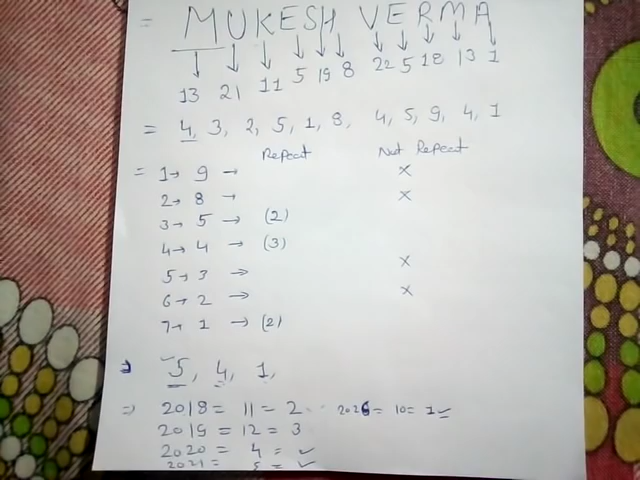 = MUKESH VERMA
13 21 11 5 19 8 22 5 18 13 1
= 4, 3, 2, 5, 1, 8, 4, 5, 9, 4, 1
Repeat Not Repeat
= 1→ 9 → ×
2→ 8 → ×
3→ 5 → (2)
4→ 4 → (3)
5→ 3 → ×
6→ 2 → ×
7→ 1 → (2)
⇒ 5, 4, 1,
⇒ 2018 = 11 = 2 2026 = 10 = 1 ✓
2019 = 12 = 3
2020 = 4 = ✓
2021 = 5 = ✓